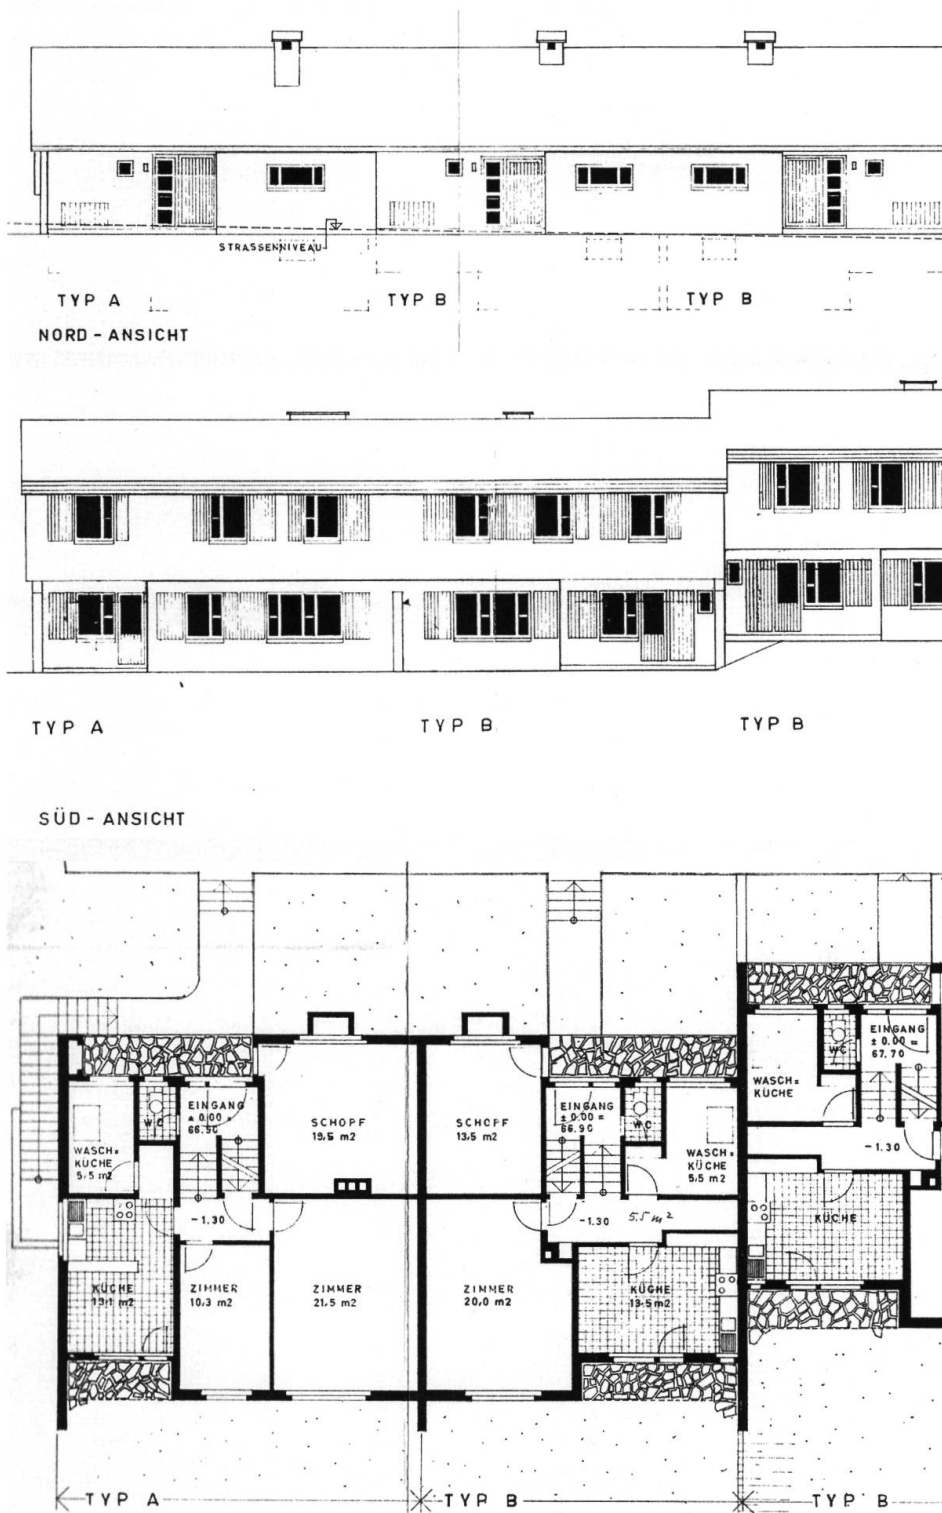 STRASSENNIVEAU
TYP A TYP B TYP B
NORD - ANSICHT
TYP A TYP B TYP B
SÜD - ANSICHT
EINGANG
± 0.00 =
67.70
WC
WASCH=
KÜCHE
-1.30
KÜCHE
EINGANG
± 0.00 =
66.50
WC
WASCH=
KÜCHE
5,5 m2
SCHOPF
19,5 m2
SCHOPF
13,5 m2
EINGANG
± 0.00 =
66.90
WC
WASCH=
KÜCHE
5,5 m2
-1.30
-1.30 5.5 m²
KÜCHE
13,1 m2
ZIMMER
10,3 m2
ZIMMER
21,5 m2
ZIMMER
20,0 m2
KÜCHE
13,5 m2
TYP A TYP B TYP B